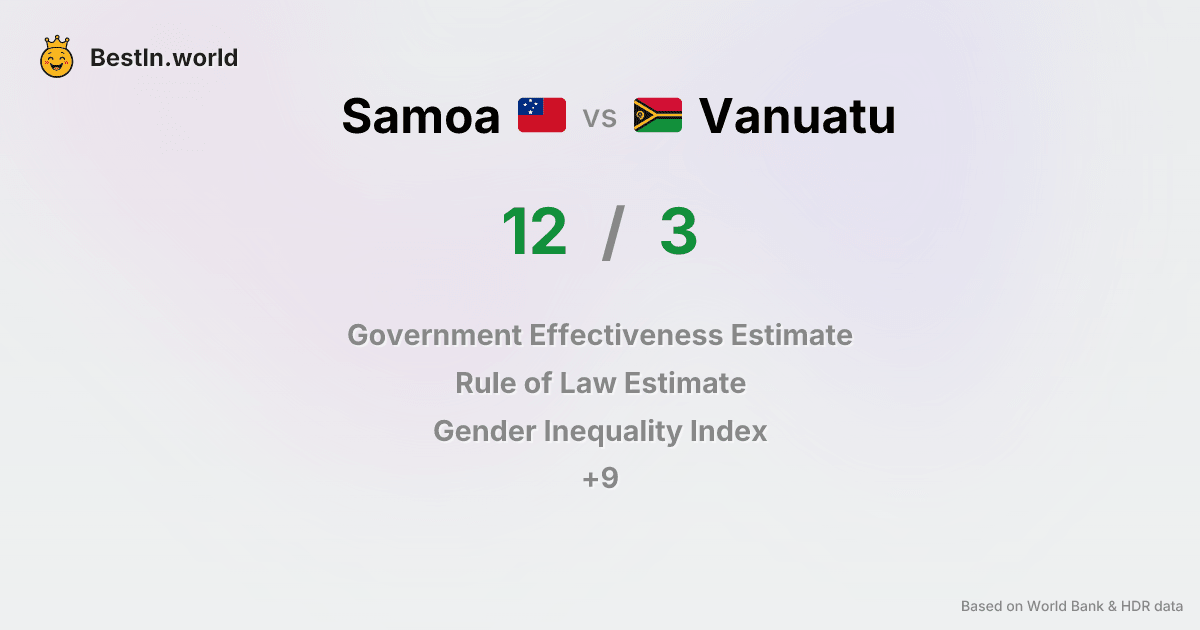 BestIn.world
Samoa vs Vanuatu
12 / 3
Government Effectiveness Estimate
Rule of Law Estimate
Gender Inequality Index
+9
Based on World Bank & HDR data